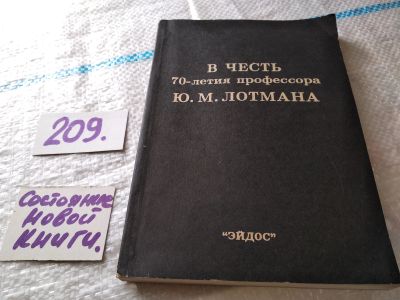 В ЧЕСТЬ
70-летия профессора
Ю. М. ЛОТМАНА
"ЭЙДОС"
209.
Состояние
новой
книги.